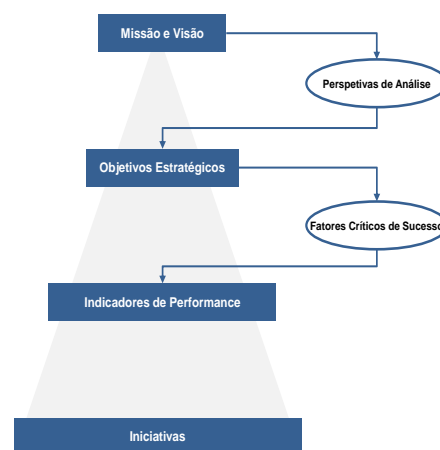 Missão e Visão
Perspetivas de Análise
Objetivos Estratégicos
Fatores Críticos de Sucesso
Indicadores de Performance
Iniciativas